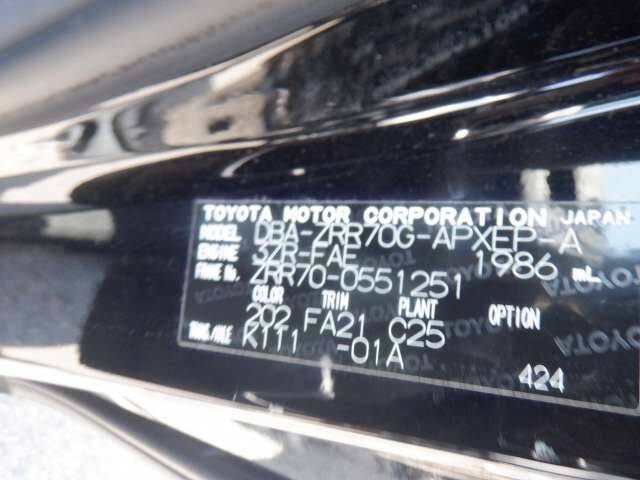 TOYOTA MOTOR CORPORATION JAPAN
MODEL DBA-ZRR70G-APXEP-A
ENGINE 3ZR-FAE 1986 mL
FRAME No. ZRR70-0551251
COLOR TRIM PLANT OPTION
202 FA21 C25
TRANS./AXLE K111 -01A
424